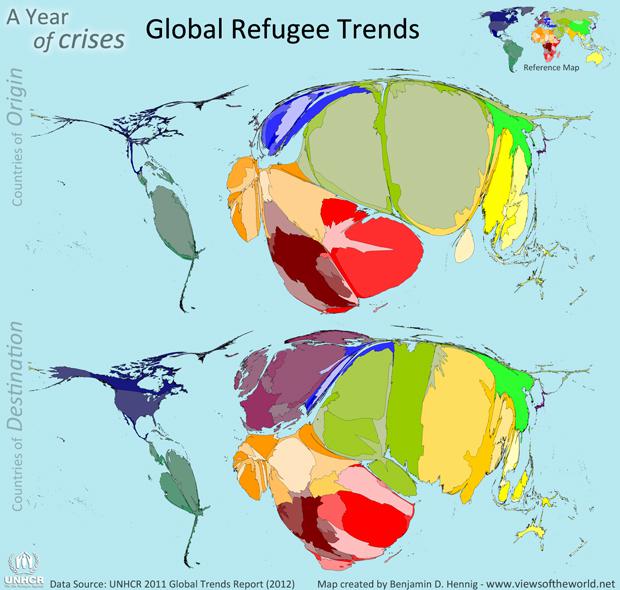 A Year
of crises
Global Refugee Trends
Reference Map
Countries of Origin
Countries of Destination
UNHCR
Data Source: UNHCR 2011 Global Trends Report (2012)
Map created by Benjamin D. Hennig - www.viewsoftheworld.net